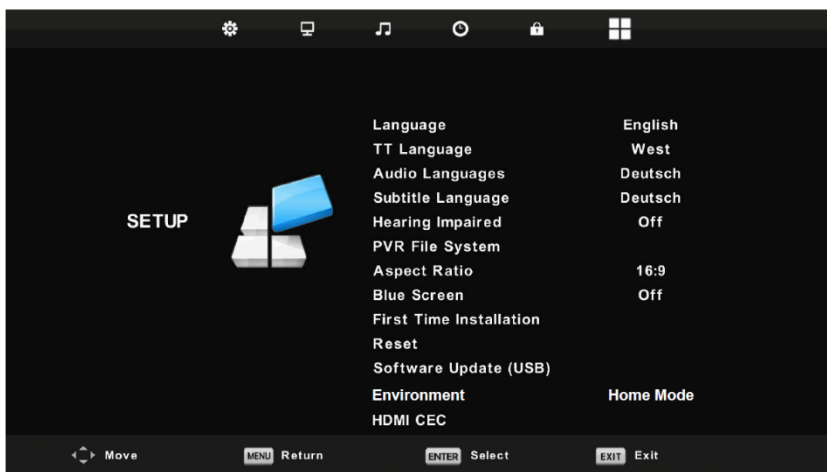 Language English
TT Language West
Audio Languages Deutsch
Subtitle Language Deutsch
SETUP
Hearing Impaired Off
PVR File System
Aspect Ratio 16:9
Blue Screen Off
First Time Installation
Reset
Software Update (USB)
Environment Home Mode
HDMI CEC
Move MENU Return ENTER Select EXIT Exit